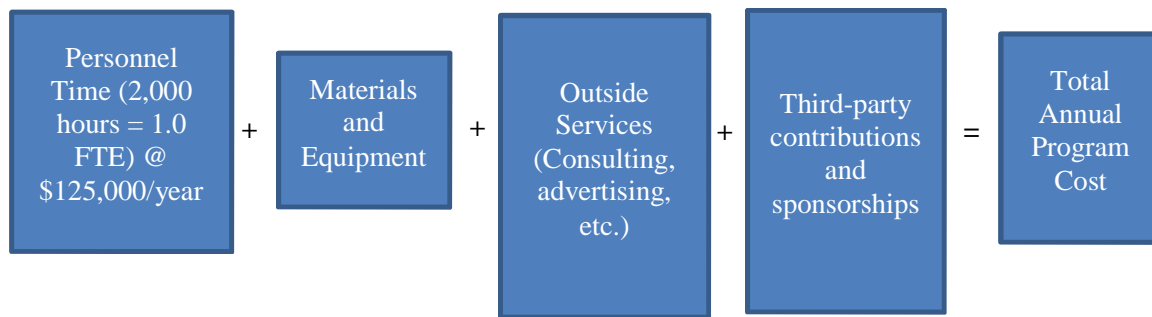 Personnel
Time (2,000
hours = 1.0
FTE) @
$125,000/year
+
Materials
and
Equipment
+
Outside
Services
(Consulting,
advertising,
etc.)
+
Third-party
contributions
and
sponsorships
=
Total
Annual
Program
Cost